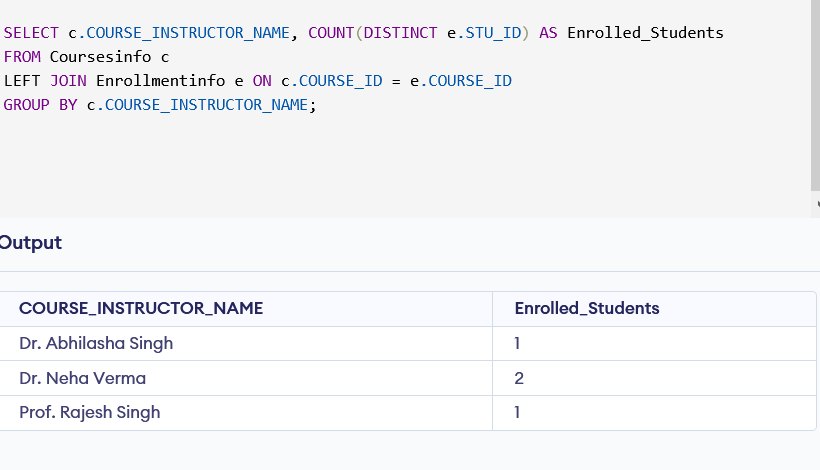 SELECT c.COURSE_INSTRUCTOR_NAME, COUNT(DISTINCT e.STU_ID) AS Enrolled_Students
FROM Coursesinfo c
LEFT JOIN Enrollmentinfo e ON c.COURSE_ID = e.COURSE_ID
GROUP BY c.COURSE_INSTRUCTOR_NAME;
Output
COURSE_INSTRUCTOR_NAME Enrolled_Students
Dr. Abhilasha Singh 1
Dr. Neha Verma 2
Prof. Rajesh Singh 1